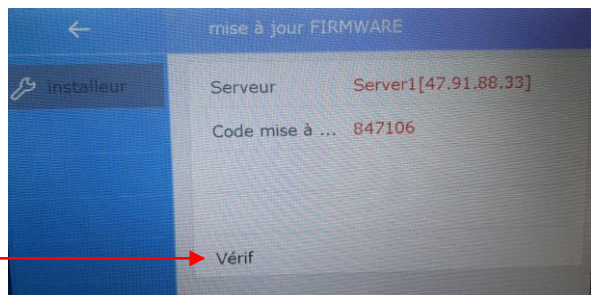 mise à jour FIRMWARE
installeur
Serveur Server1[47.91.88.33]
Code mise à ... 847106
Vérif